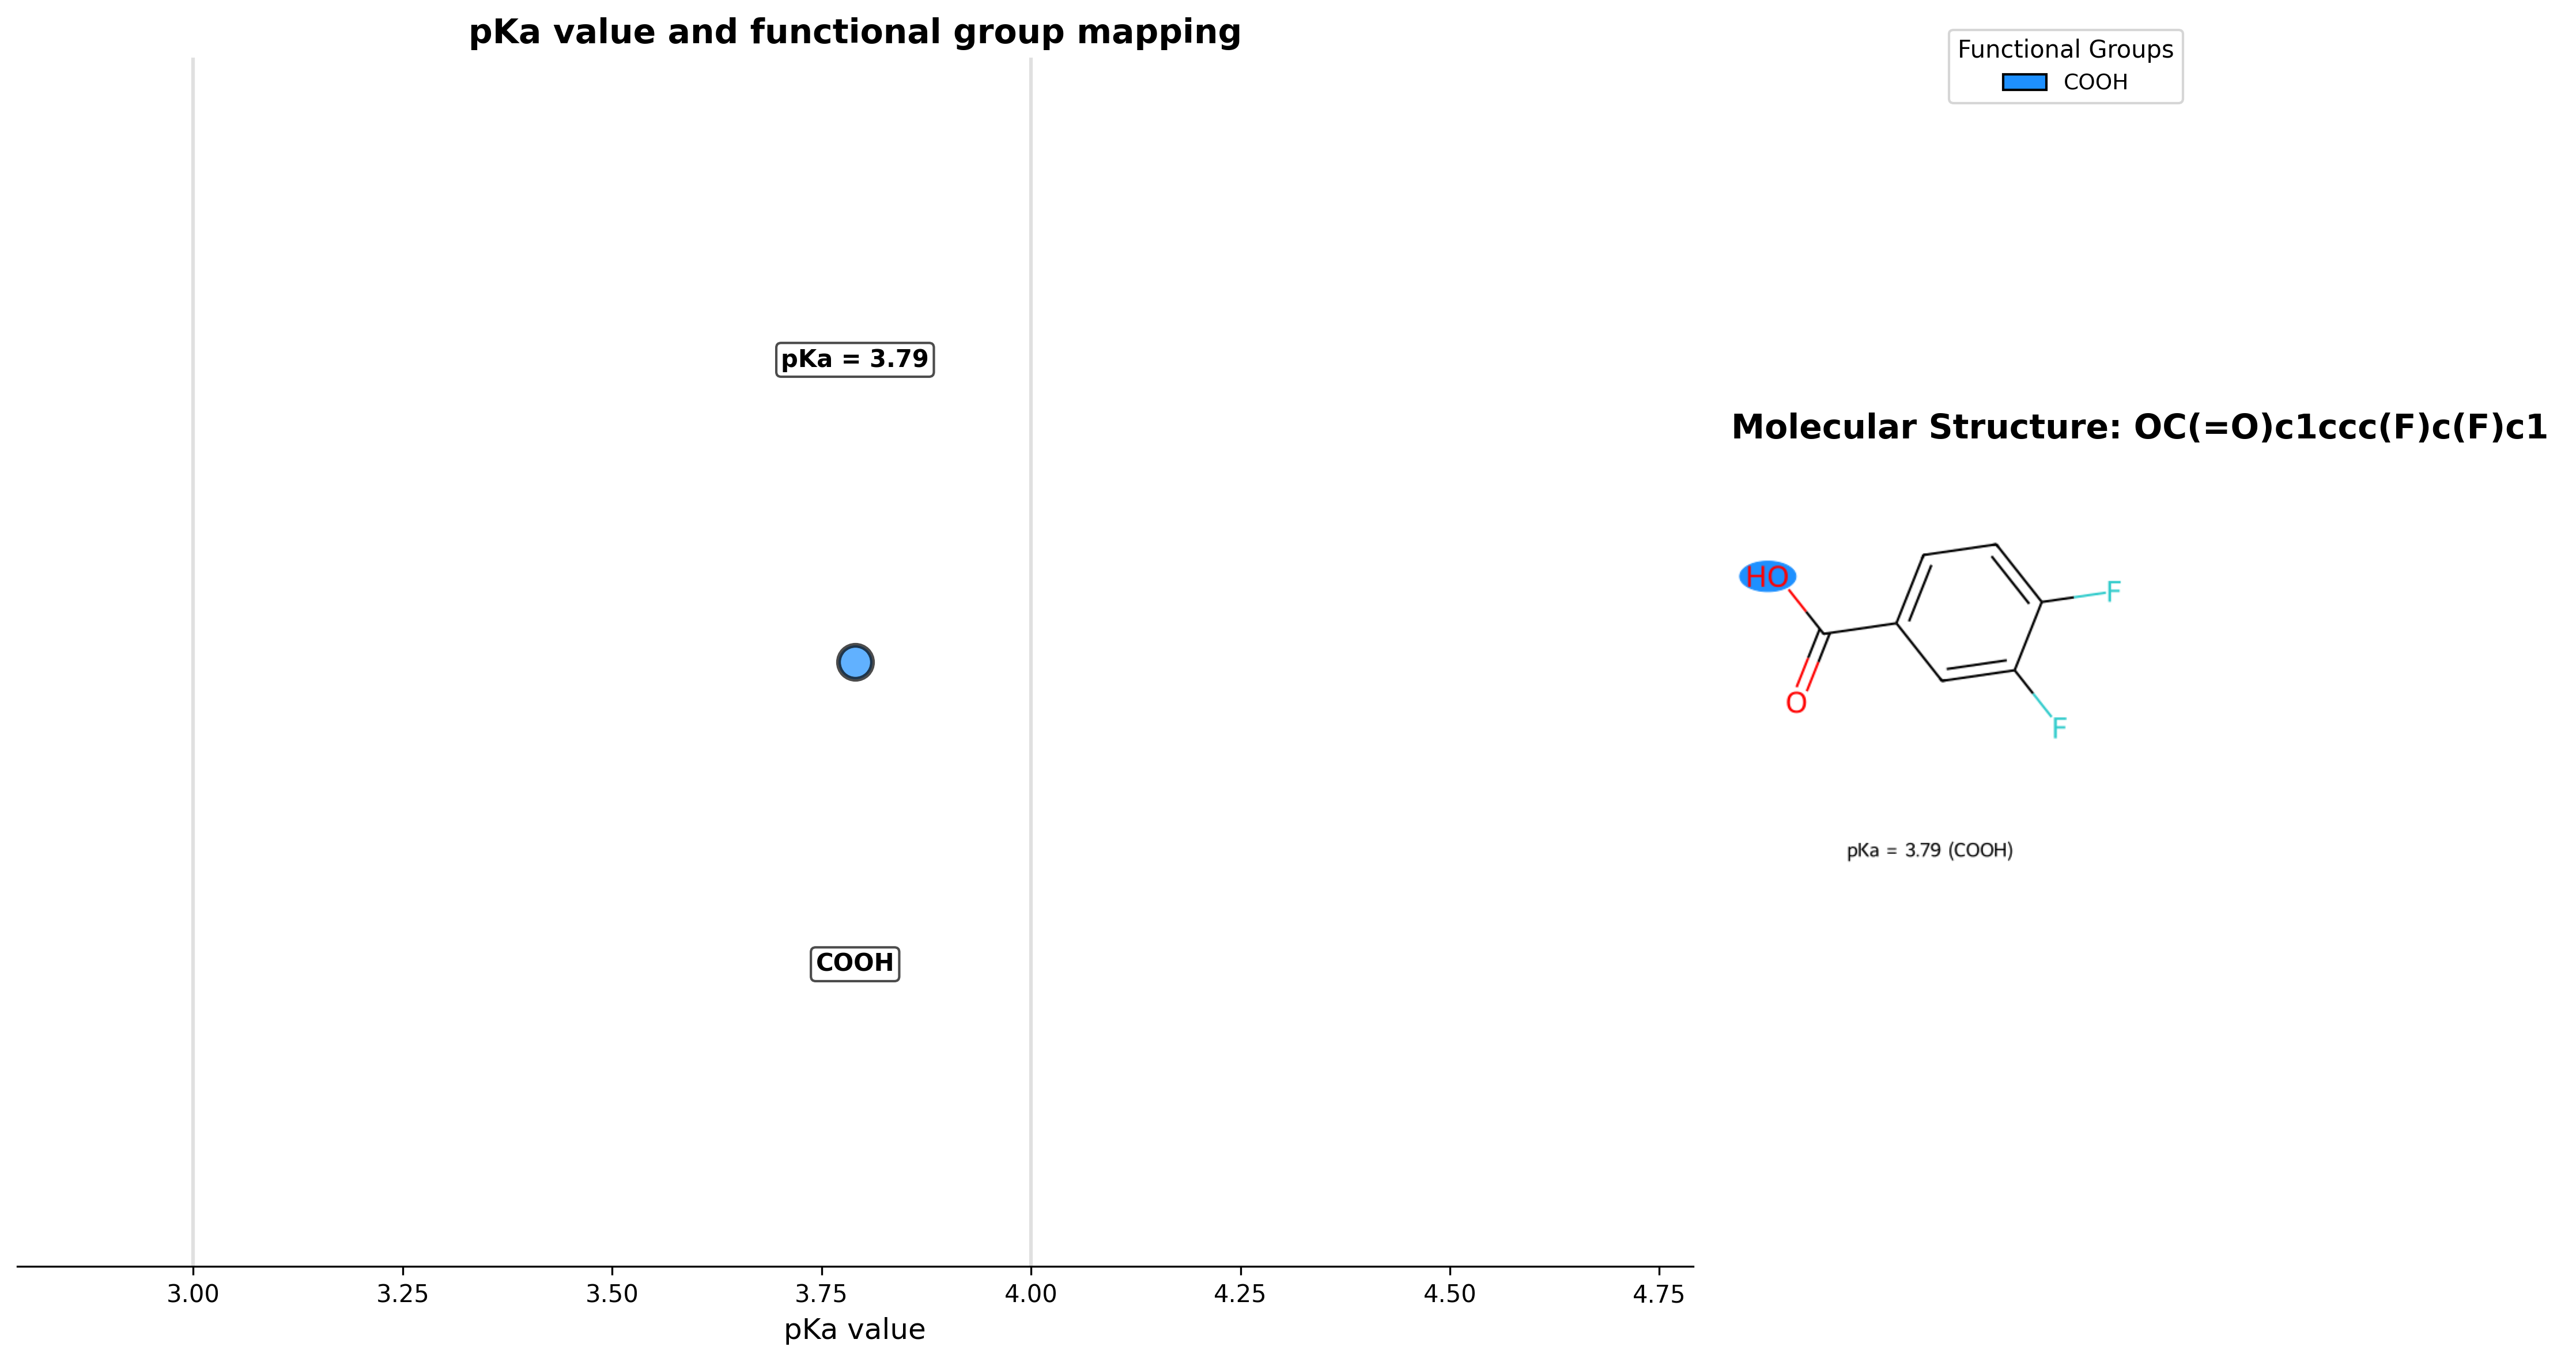 pKa value and functional group mapping
pKa = 3.79
COOH
3.00 3.25 3.50 3.75 4.00 4.25 4.50 4.75
pKa value
Functional Groups
COOH
Molecular Structure: OC(=O)c1ccc(F)c(F)c1
HO
F
O
F
pKa = 3.79 (COOH)